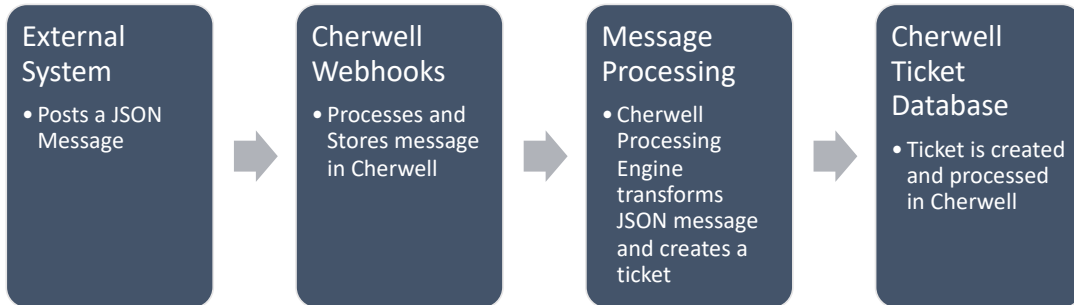 External
System
• Posts a JSON
Message
Cherwell
Webhooks
• Processes and
Stores message
in Cherwell
Message
Processing
• Cherwell
Processing
Engine
transforms
JSON message
and creates a
ticket
Cherwell
Ticket
Database
• Ticket is created
and processed
in Cherwell